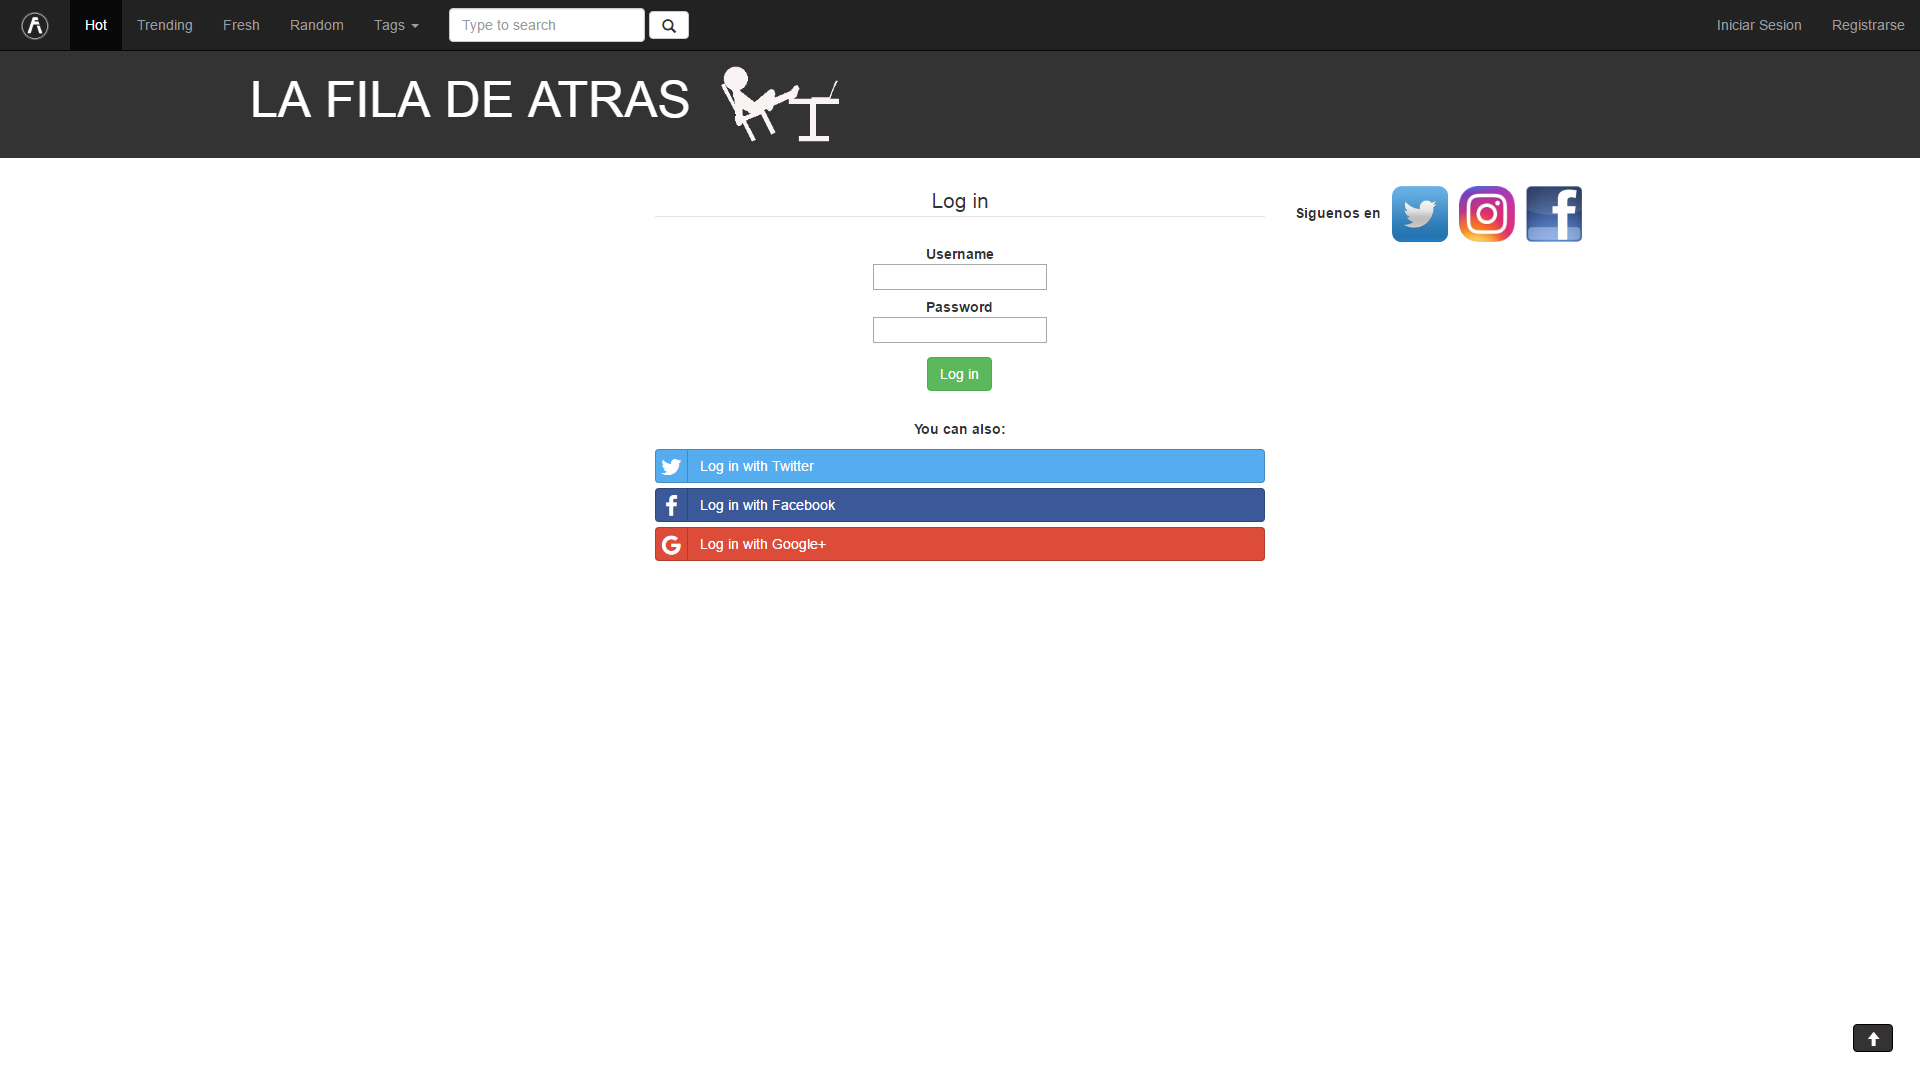 Hot Trending Fresh Random Tags Type to search Iniciar Sesion Registrarse
LA FILA DE ATRAS
Log in
Siguenos en
Username
Password
Log in
You can also:
Log in with Twitter
Log in with Facebook
Log in with Google+